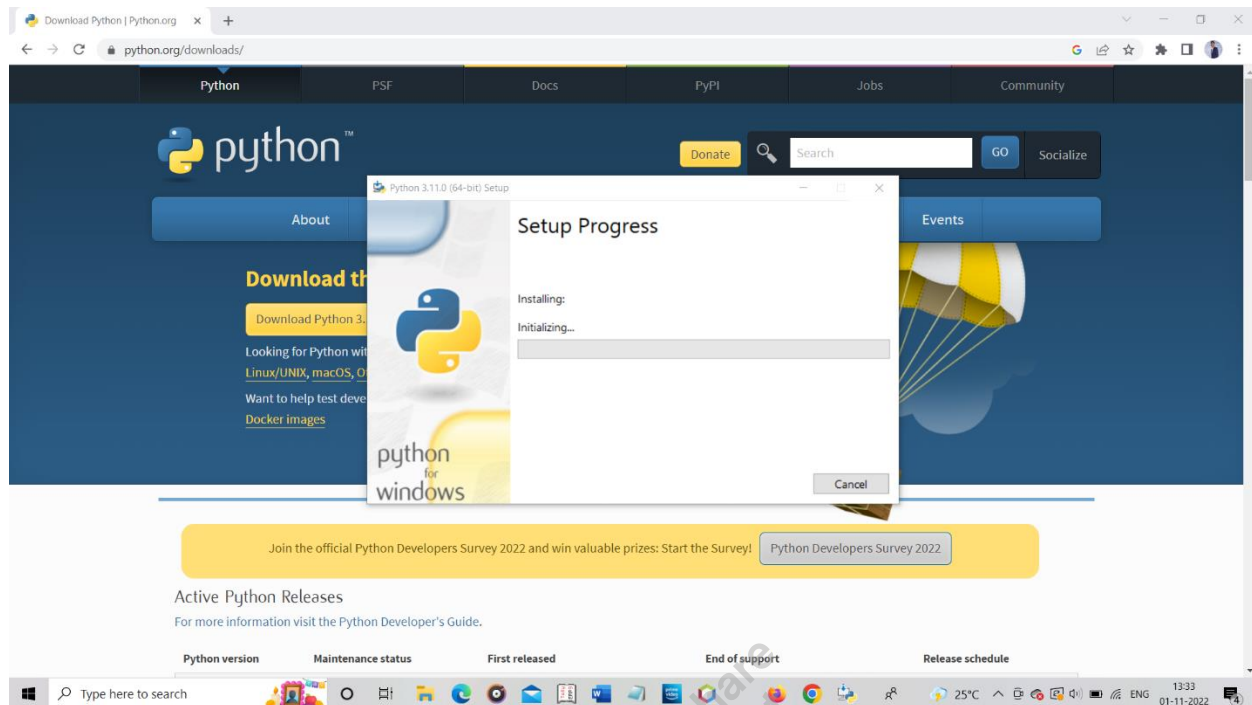 Download Python | Python.org
python.org/downloads/
Python PSF Docs PyPI Jobs Community
python™
Donate Search GO Socialize
Python 3.11.0 (64-bit) Setup
About Events
Setup Progress
Download th
Installing:
Download Python 3.
Initializing...
Looking for Python wit
Linux/UNIX, macOS, O
Want to help test deve
Docker images
python
for
windows
Cancel
Join the official Python Developers Survey 2022 and win valuable prizes: Start the Survey! Python Developers Survey 2022
Active Python Releases
For more information visit the Python Developer's Guide.
Python version Maintenance status First released End of support Release schedule
Type here to search
25°C ENG 13:33
01-11-2022
4